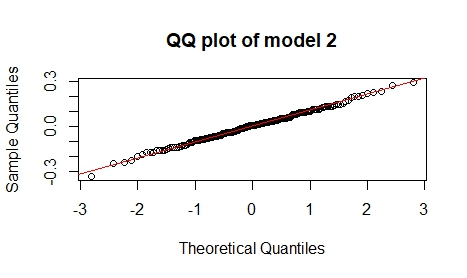 QQ plot of model 2
Sample Quantiles
0.3
0.0
-0.3
-3 -2 -1 0 1 2 3
Theoretical Quantiles